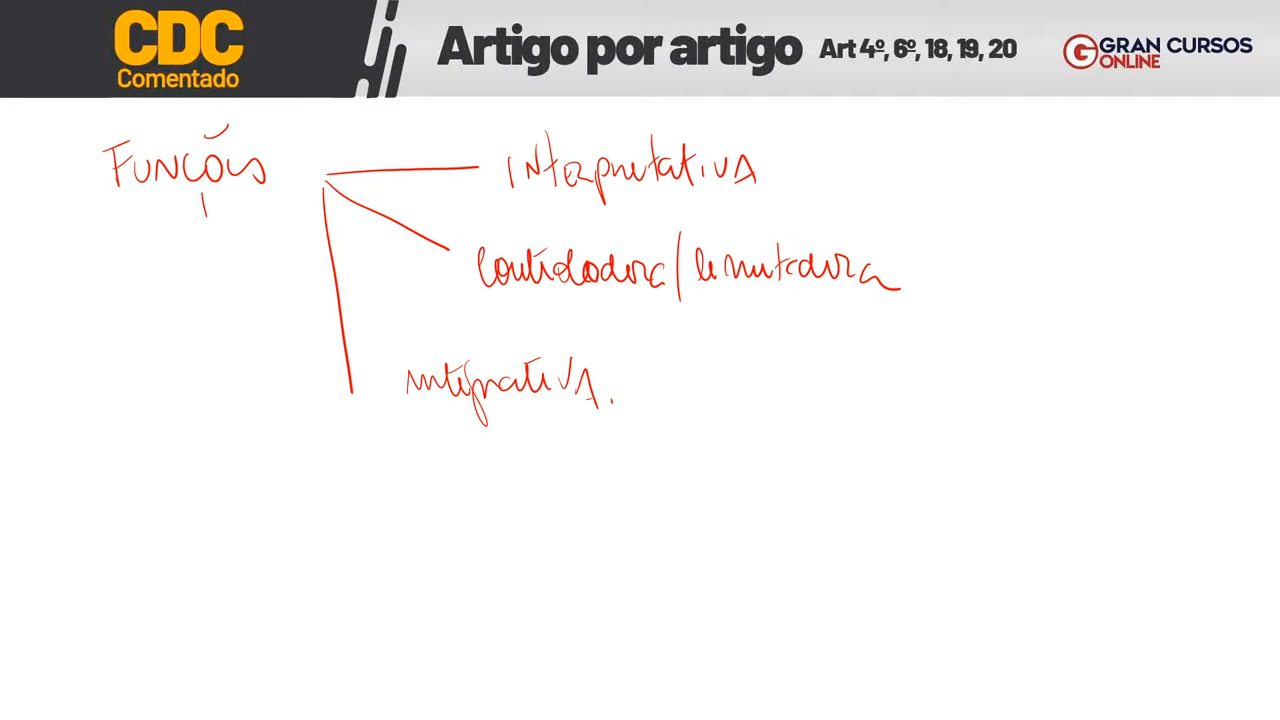 CDC
Comentado
Artigo por artigo Art 4º, 6º, 18, 19, 20
GRAN CURSOS
ONLINE
Funções
Interpretativa
Controladora / limitadora
integrativa.